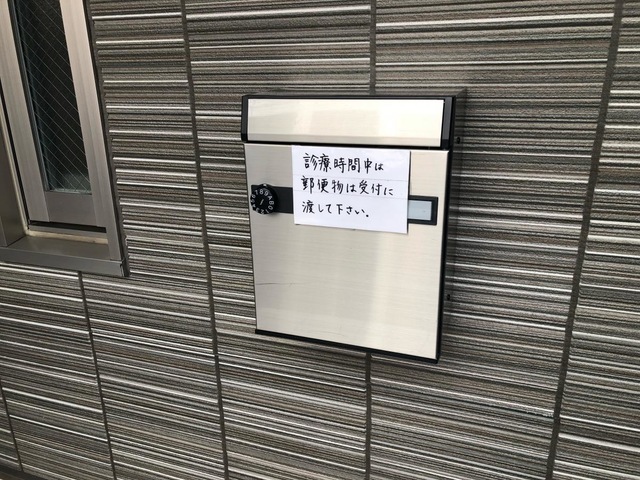 診療時間中は
郵便物は受付に
渡して下さい。